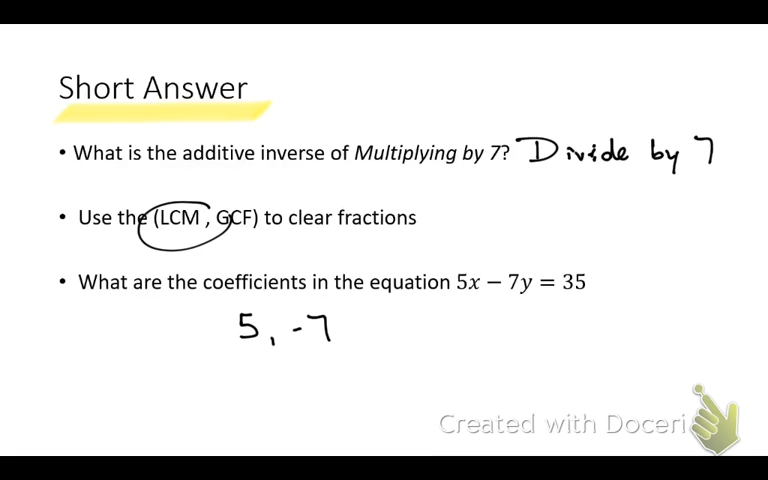 Short Answer
• What is the additive inverse of Multiplying by 7? Divide by 7
• Use the (LCM, GCF) to clear fractions
• What are the coefficients in the equation 5x − 7y = 35
5, -7
Created with Doceri